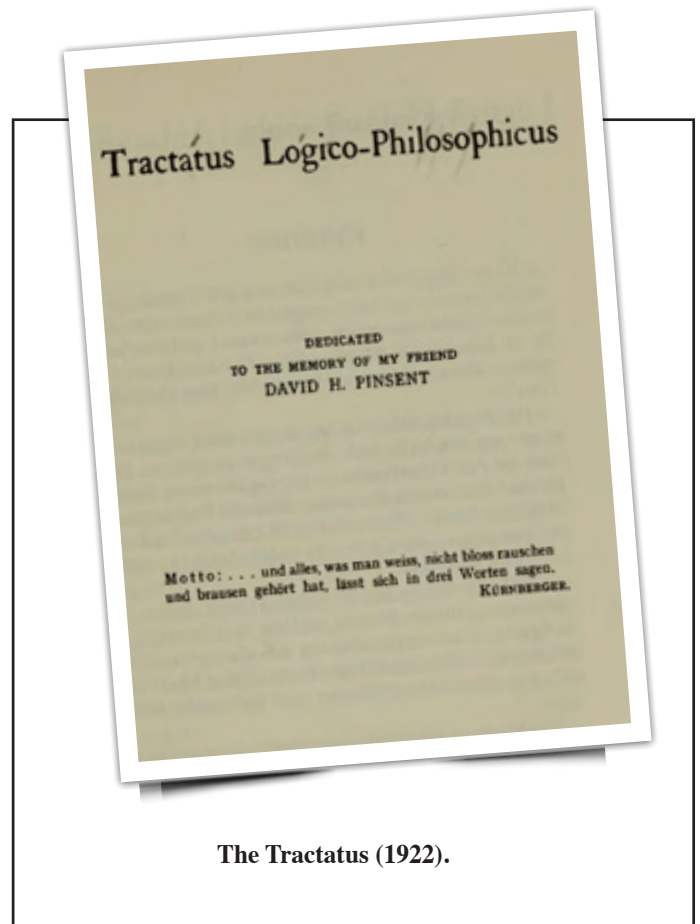 Tractatus Logico-Philosophicus
DEDICATED
TO THE MEMORY OF MY FRIEND
DAVID H. PINSENT
Motto: . . . und alles, was man weiss, nicht bloss rauschen
und brausen gehört hat, lässt sich in drei Worten sagen.
KÜRNBERGER.
The Tractatus (1922).